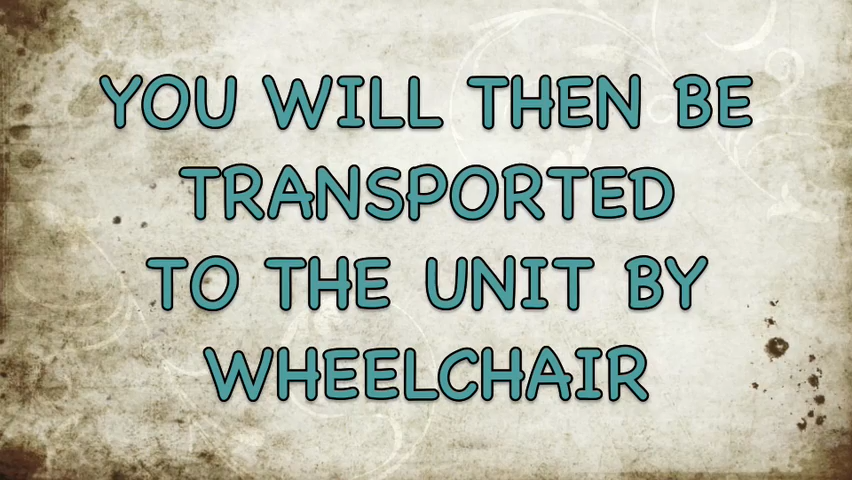 YOU WILL THEN BE
TRANSPORTED
TO THE UNIT BY
WHEELCHAIR